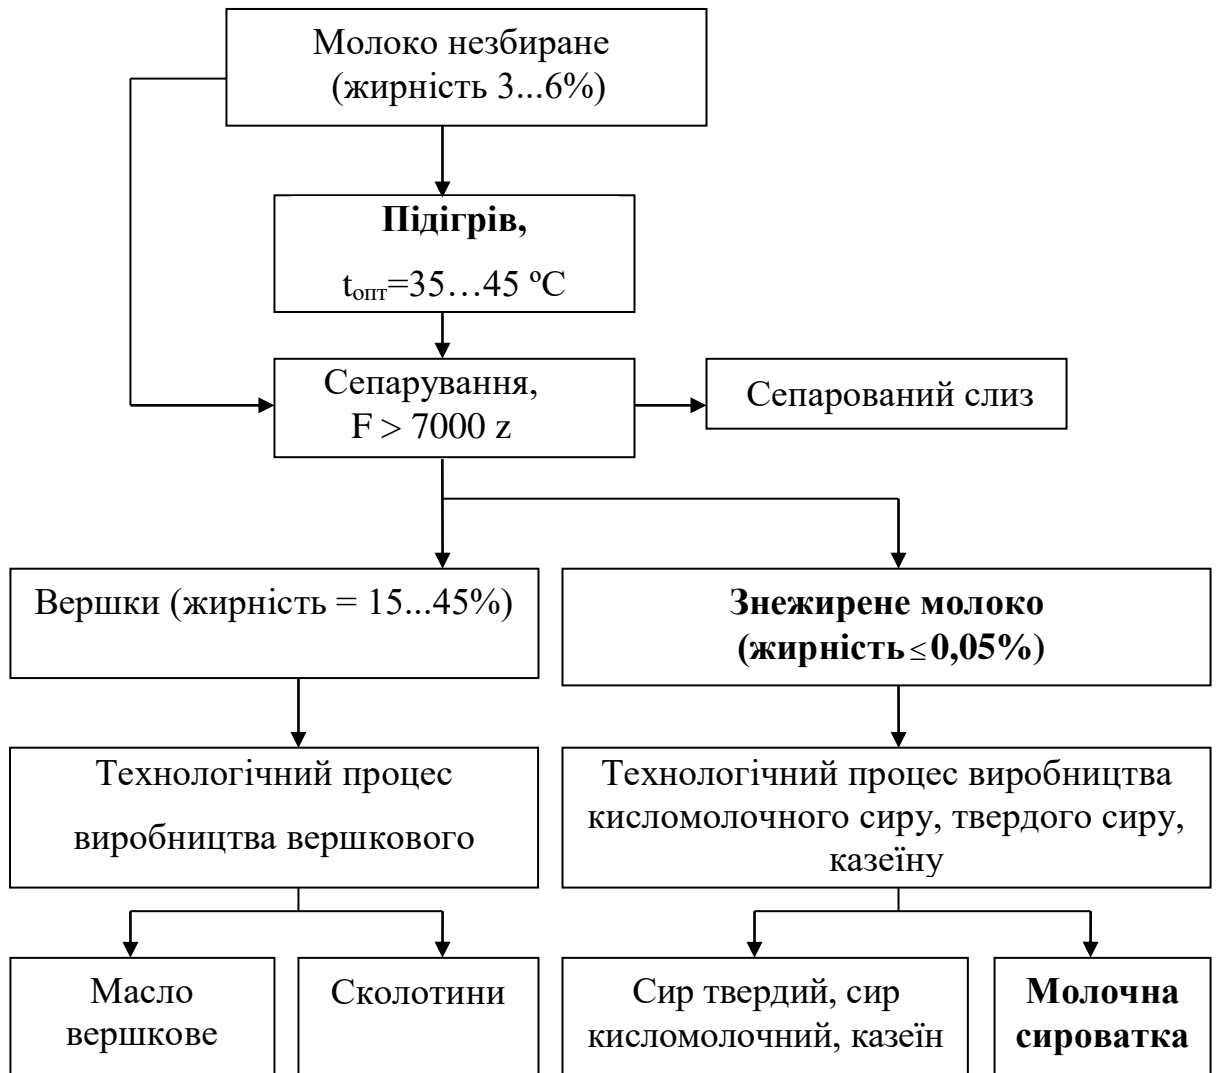 Молоко незбиране
(жирність 3...6%)
Підігрів,
tопт=35…45 ºС
Сепарування,
F > 7000 z
Сепарований слиз
Вершки (жирність = 15...45%)
Знежирене молоко
(жирність ≤ 0,05%)
Технологічний процес
виробництва вершкового
Технологічний процес виробництва
кисломолочного сиру, твердого сиру,
казеїну
Масло
вершкове
Сколотини
Сир твердий, сир
кисломолочний, казеїн
Молочна
сироватка